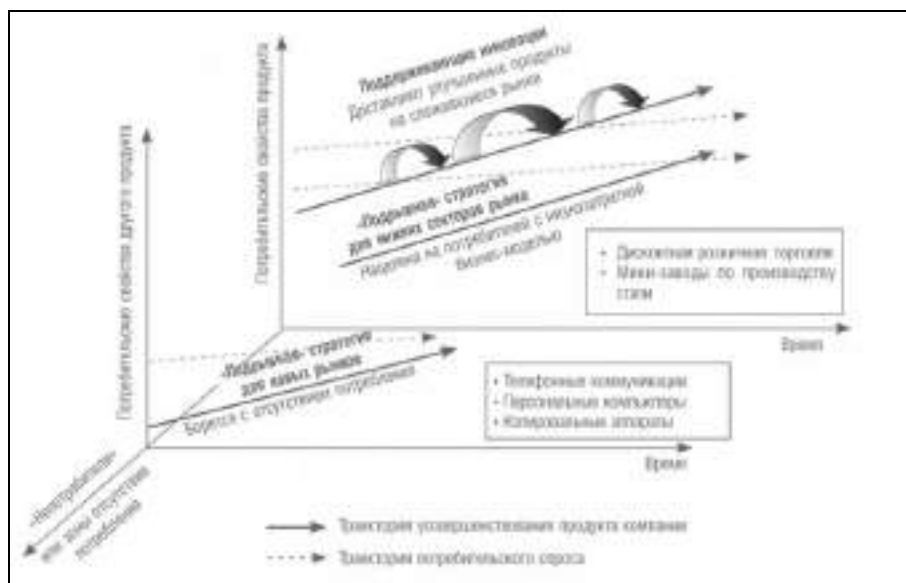 Потребительские свойства другого продукта
Потребительские свойства продукта
Поддерживающие инновации
Доставляют улучшенные продукты
на сложившиеся рынки
«Подрывная» стратегия
для нижних секторов рынка
Нацелена на потребителей с низкозатратной
бизнес-моделью
• Дисконтная розничная торговля
• Мини-заводы по производству
стали
Время
«Подрывная» стратегия
для новых рынков
Борется с отсутствием потребления
• Телефонные коммуникации
• Персональные компьютеры
• Копировальные аппараты
Время
«Непотребители»
или зоны отсутствия
потребления
Траектория усовершенствования продукта компании
Траектория потребительского спроса